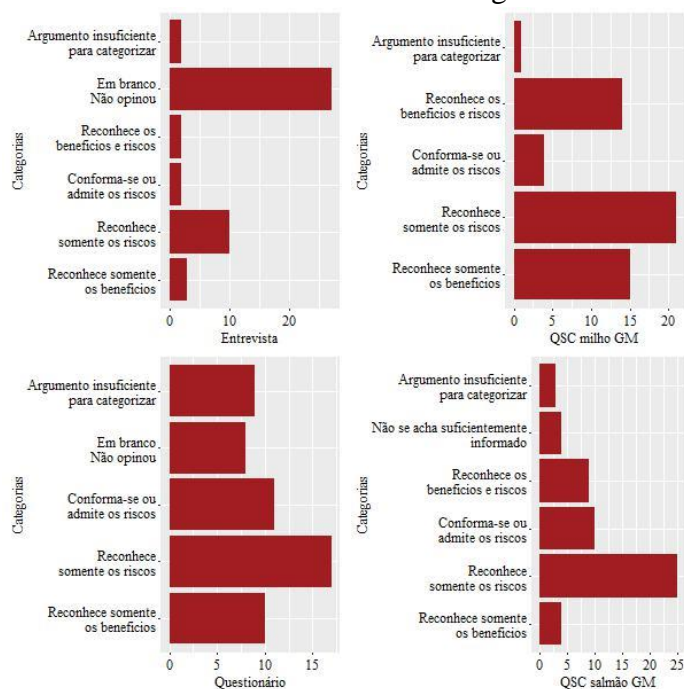 Argumento insuficiente
para categorizar
Em branco
Não opinou
Reconhece os
benefícios e riscos
Conforma-se ou
admite os riscos
Reconhece
somente os riscos
Reconhece somente
os benefícios
Categorias
0 10 20
Entrevista
Argumento insuficiente
para categorizar
Reconhece os
benefícios e riscos
Conforma-se ou
admite os riscos
Reconhece
somente os riscos
Reconhece somente
os benefícios
Categorias
0 5 10 15 20
QSC milho GM
Argumento insuficiente
para categorizar
Em branco
Não opinou
Conforma-se ou
admite os riscos
Reconhece
somente os riscos
Reconhece somente
os benefícios
Categorias
0 5 10 15
Questionário
Argumento insuficiente
para categorizar
Não se acha suficientemente
informado
Reconhece os
benefícios e riscos
Conforma-se ou
admite os riscos
Reconhece
somente os riscos
Reconhece somente
os benefícios
Categorias
0 5 10 15 20 25
QSC salmão GM